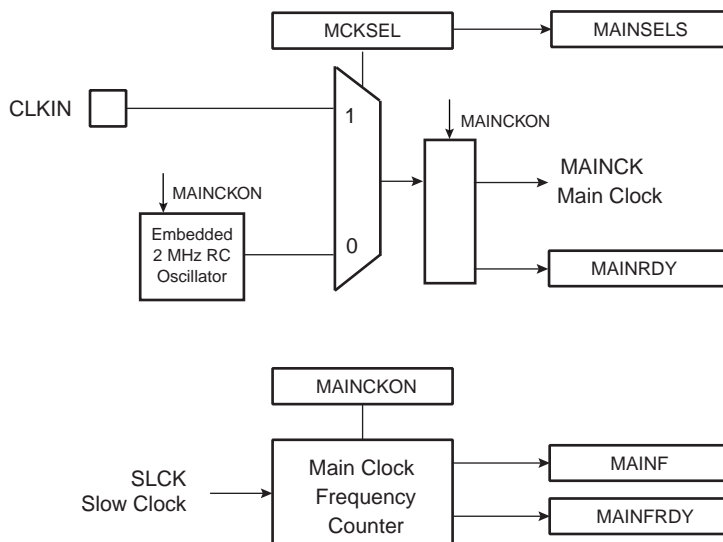 MCKSEL
MAINSELS
CLKIN
1
MAINCKON
MAINCK
Main Clock
MAINCKON
Embedded
2 MHz RC
Oscillator
0
MAINRDY
MAINCKON
SLCK
Slow Clock
Main Clock
Frequency
Counter
MAINF
MAINFRDY